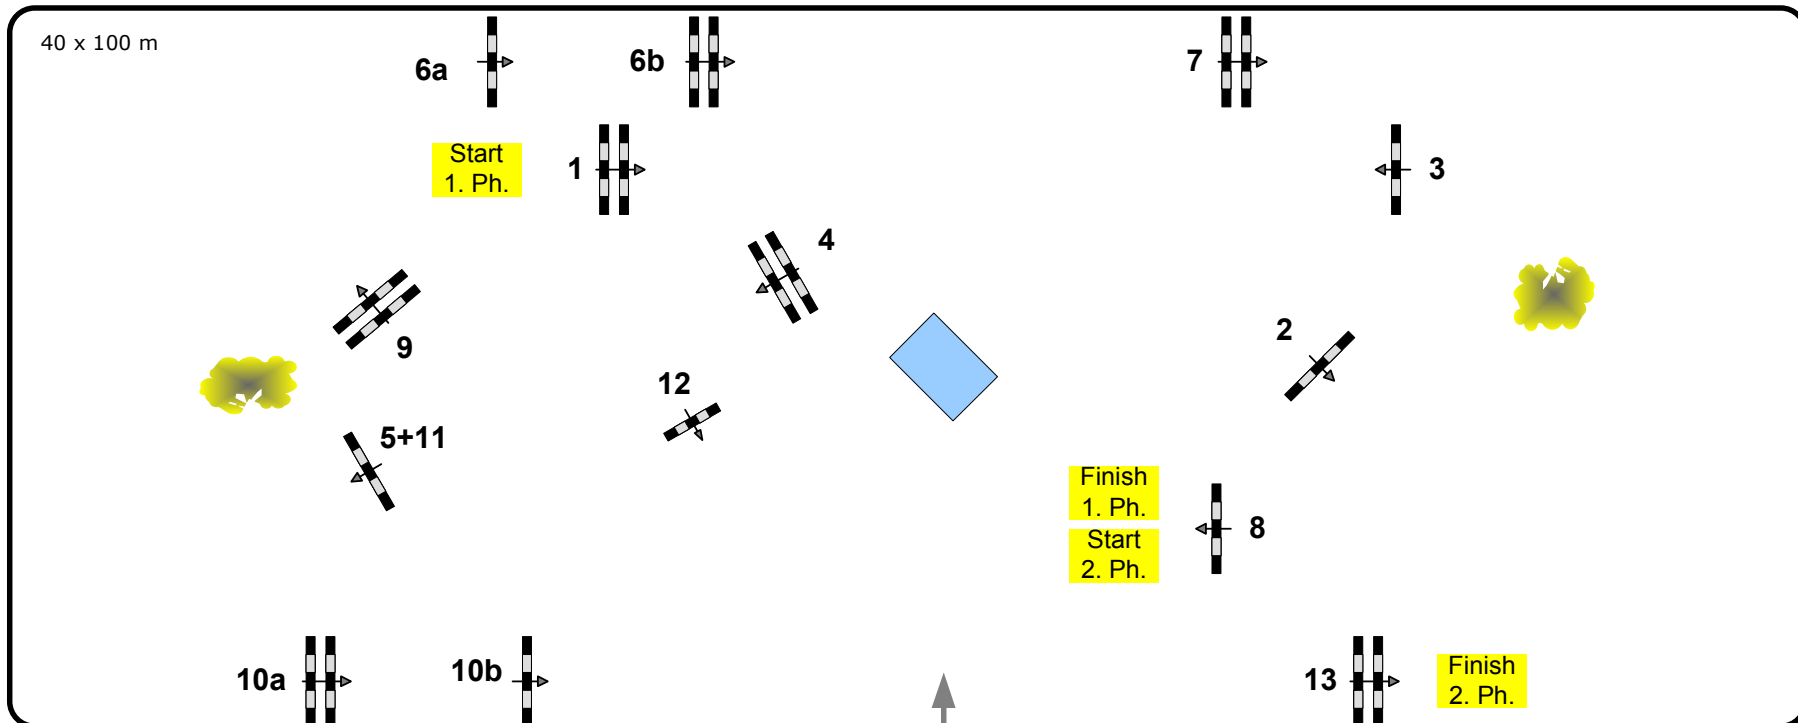 40 x 100 m
6a
6b
7
Start
1. Ph.
1
3
4
9
2
12
5+11
Finish
1. Ph.
Start
2. Ph.
8
10a
10b
13
Finish
2. Ph.